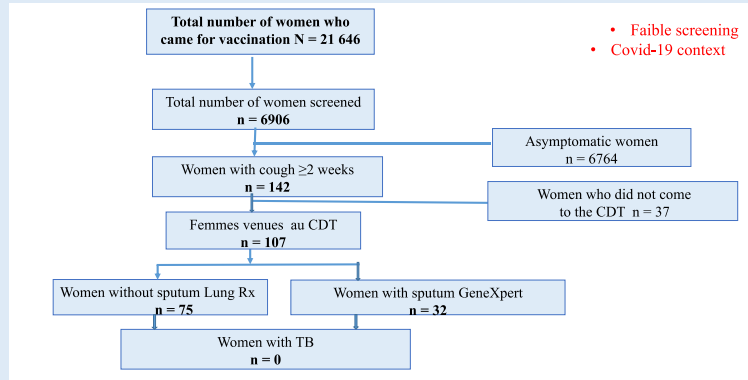 Total number of women who
came for vaccination N = 21 646
• Faible screening
• Covid-19 context
Total number of women screened
n = 6906
Asymptomatic women
n = 6764
Women with cough ≥2 weeks
n = 142
Women who did not come
to the CDT n = 37
Femmes venues au CDT
n = 107
Women without sputum Lung Rx
n = 75
Women with sputum GeneXpert
n = 32
Women with TB
n = 0